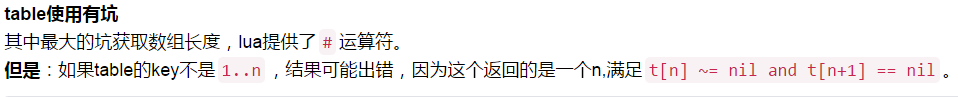 table使用有坑
其中最大的坑获取数组长度，lua提供了 # 运算符。
但是：如果table的key不是 1..n ，结果可能出错，因为这个返回的是一个n,满足 t[n] ~= nil and t[n+1] == nil 。